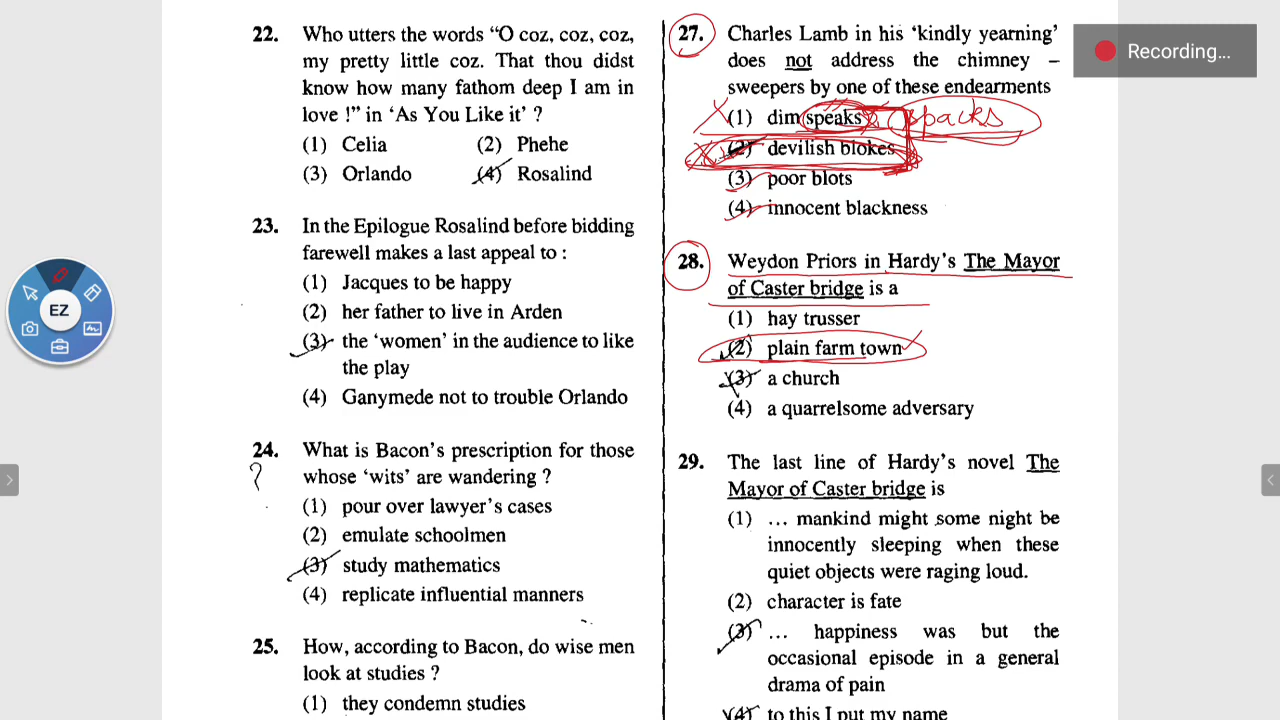 22. Who utters the words “O coz, coz, coz,
my pretty little coz. That thou didst
know how many fathom deep I am in
love !” in ‘As You Like it’ ?
(1) Celia (2) Phehe
(3) Orlando (4) Rosalind
23. In the Epilogue Rosalind before bidding
farewell makes a last appeal to :
(1) Jacques to be happy
(2) her father to live in Arden
(3) the ‘women’ in the audience to like
the play
(4) Ganymede not to trouble Orlando
24. What is Bacon’s prescription for those
? whose ‘wits’ are wandering ?
(1) pour over lawyer’s cases
(2) emulate schoolmen
(3) study mathematics
(4) replicate influential manners
25. How, according to Bacon, do wise men
look at studies ?
(1) they condemn studies
27. Charles Lamb in his ‘kindly yearning’
does not address the chimney –
sweepers by one of these endearments
(1) dim speaks spacks
(2) devilish blokes
(3) poor blots
(4) innocent blackness
28. Weydon Priors in Hardy’s The Mayor
of Caster bridge is a
(1) hay trusser
(2) plain farm town
(3) a church
(4) a quarrelsome adversary
29. The last line of Hardy’s novel The
Mayor of Caster bridge is
(1) ... mankind might some night be
innocently sleeping when these
quiet objects were raging loud.
(2) character is fate
(3) ... happiness was but the
occasional episode in a general
drama of pain
(4) to this I put my name
Recording...
EZ